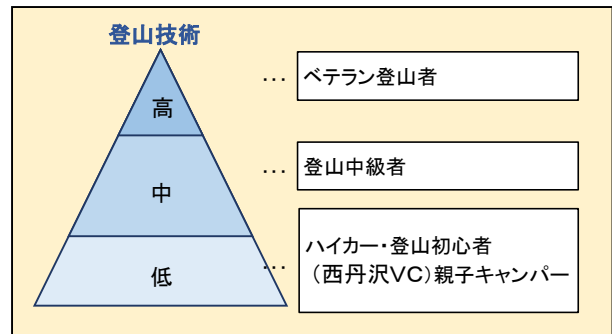 登山技術
高
… ベテラン登山者
中
… 登山中級者
低
… ハイカー・登山初心者
（西丹沢VC）親子キャンパー